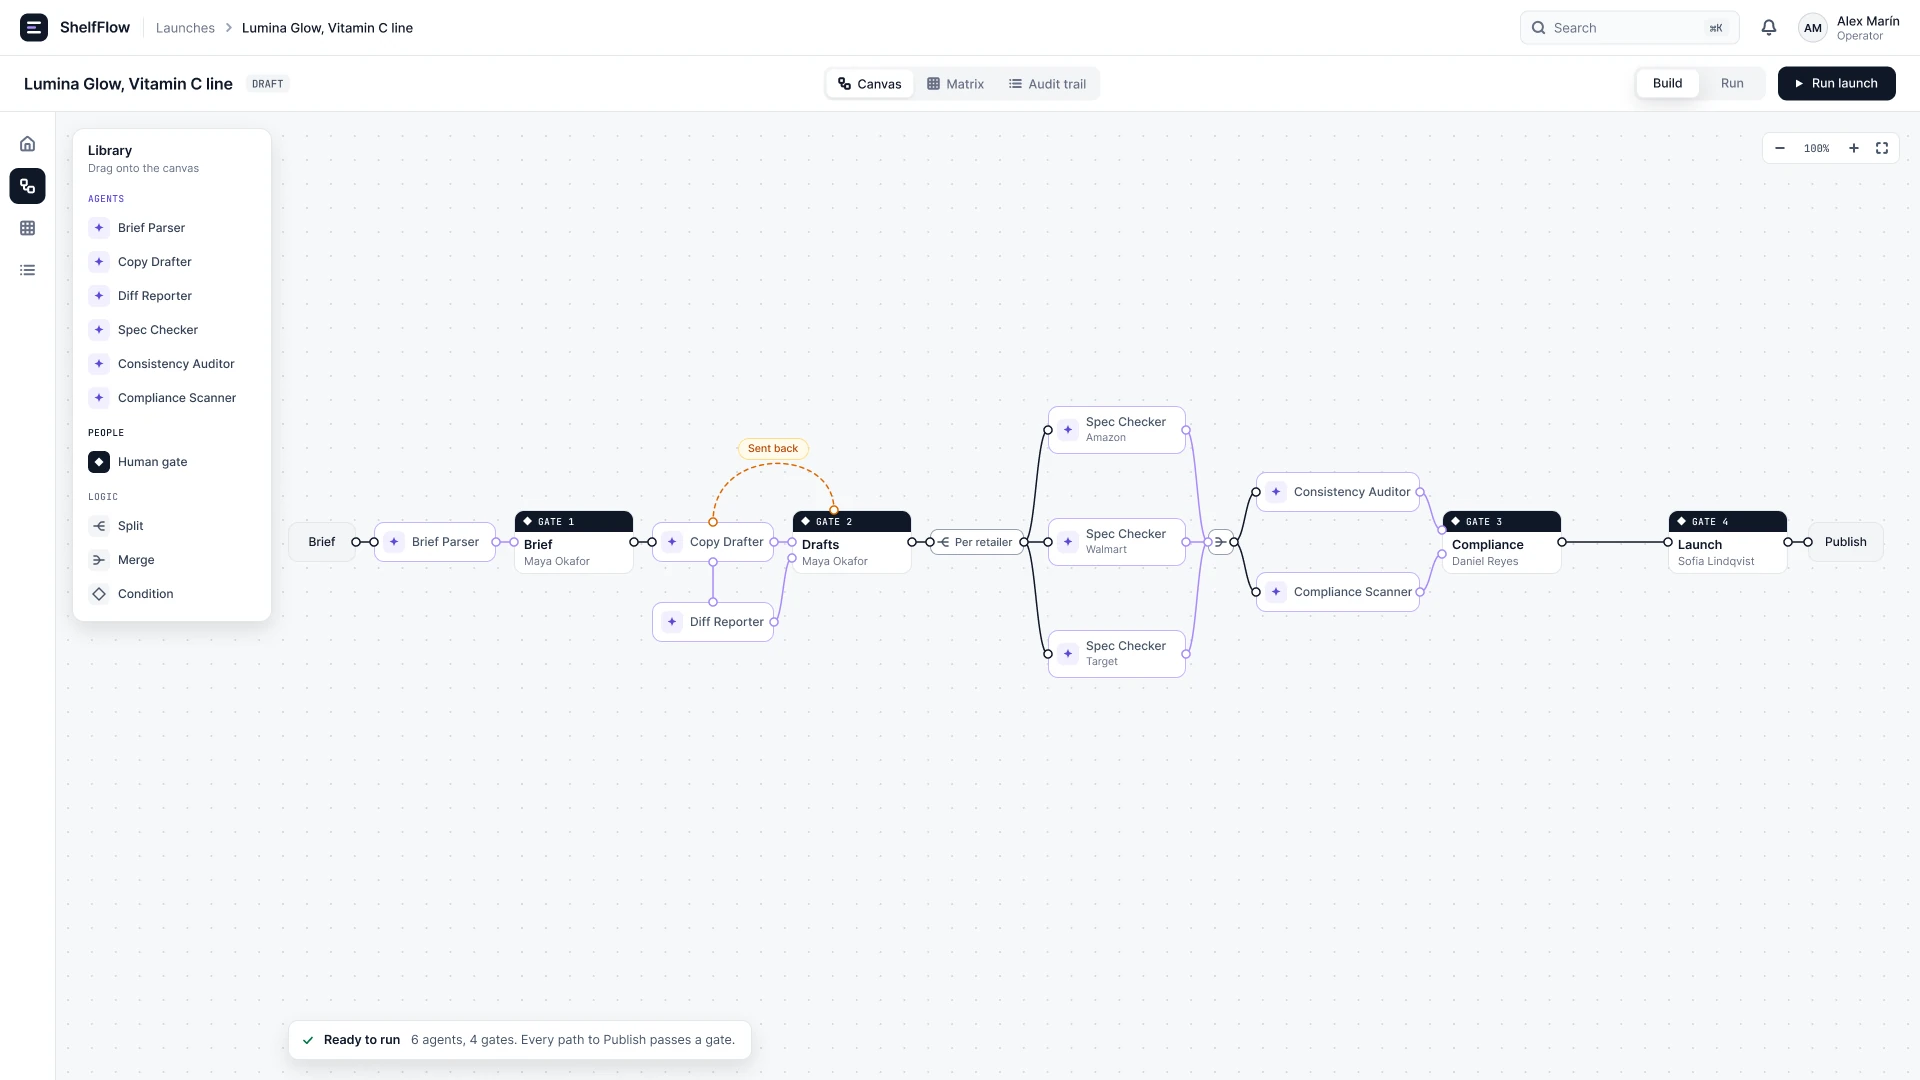 ShelfFlow
Launches
Lumina Glow, Vitamin C line
Search
⌘K
AM
Alex Marín
Operator
Lumina Glow, Vitamin C line
DRAFT
Canvas
Matrix
Audit trail
Build
Run
Run launch
Library
Drag onto the canvas
AGENTS
Brief Parser
Copy Drafter
Diff Reporter
Spec Checker
Consistency Auditor
Compliance Scanner
PEOPLE
Human gate
LOGIC
Split
Merge
Condition
100%
Brief
Brief Parser
GATE 1
Brief
Maya Okafor
Sent back
Copy Drafter
Diff Reporter
GATE 2
Drafts
Maya Okafor
Per retailer
Spec Checker
Amazon
Spec Checker
Walmart
Spec Checker
Target
Consistency Auditor
Compliance Scanner
GATE 3
Compliance
Daniel Reyes
GATE 4
Launch
Sofia Lindqvist
Publish
Ready to run
6 agents, 4 gates. Every path to Publish passes a gate.